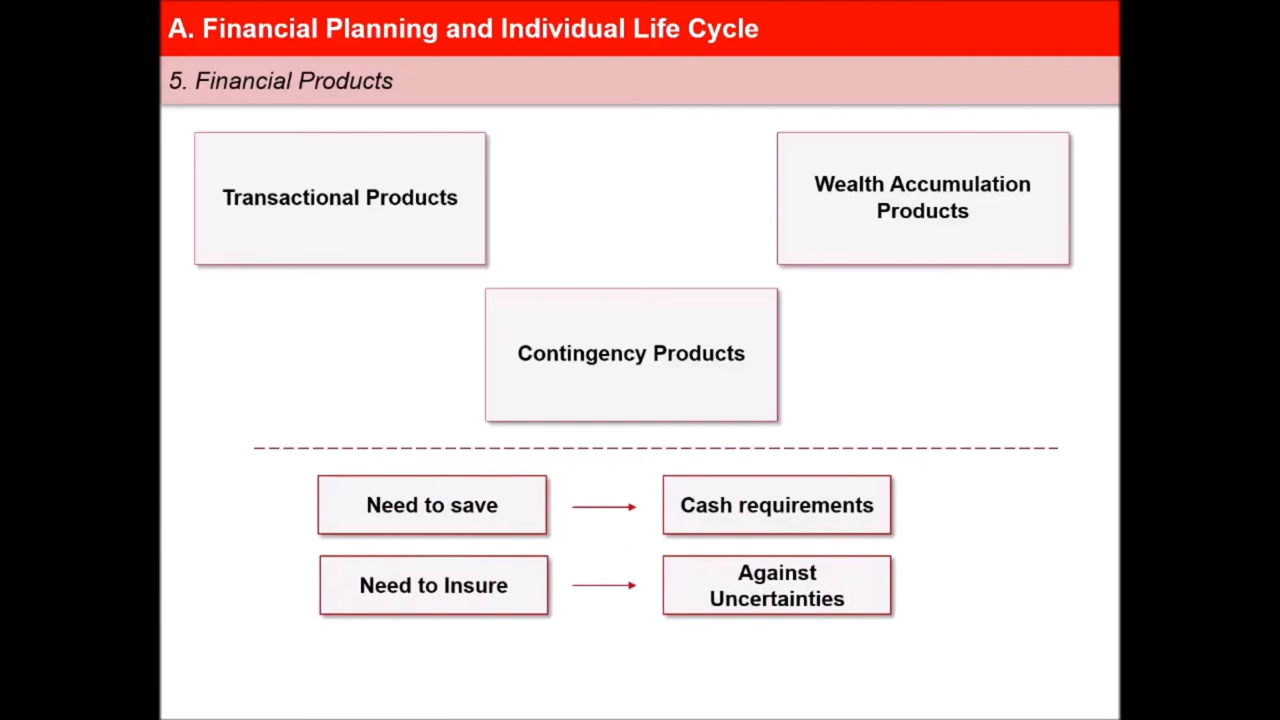 A. Financial Planning and Individual Life Cycle
5. Financial Products
Transactional Products
Wealth Accumulation
Products
Contingency Products
Need to save
Cash requirements
Need to Insure
Against
Uncertainties